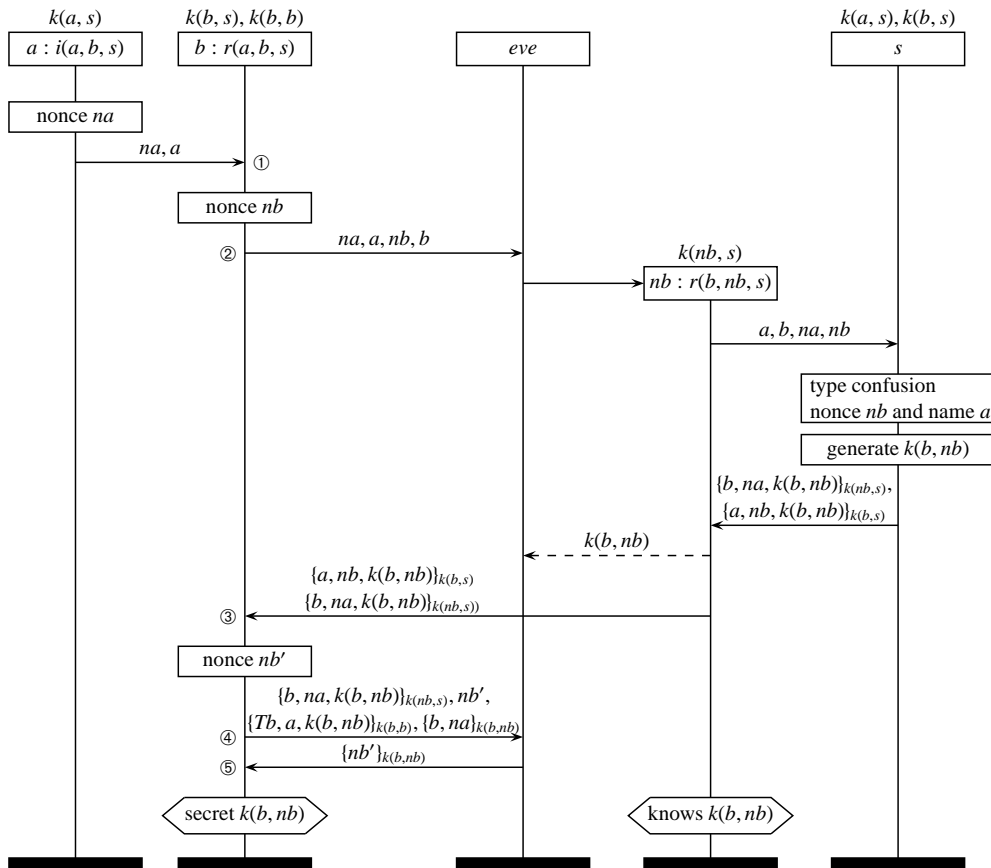 k(a, s)
k(b, s), k(b, b)
k(a, s), k(b, s)
a : i(a, b, s)
b : r(a, b, s)
eve
s
nonce na
na, a
①
nonce nb
②
na, a, nb, b
k(nb, s)
nb : r(b, nb, s)
a, b, na, nb
type confusion
nonce nb and name a
generate k(b, nb)
{b, na, k(b, nb)}k(nb,s),
{a, nb, k(b, nb)}k(b,s)
k(b, nb)
{a, nb, k(b, nb)}k(b,s)
{b, na, k(b, nb)}k(nb,s))
③
nonce nb′
{b, na, k(b, nb)}k(nb,s), nb′,
④
{Tb, a, k(b, nb)}k(b,b), {b, na}k(b,nb)
⑤
{nb′}k(b,nb)
secret k(b, nb)
knows k(b, nb)